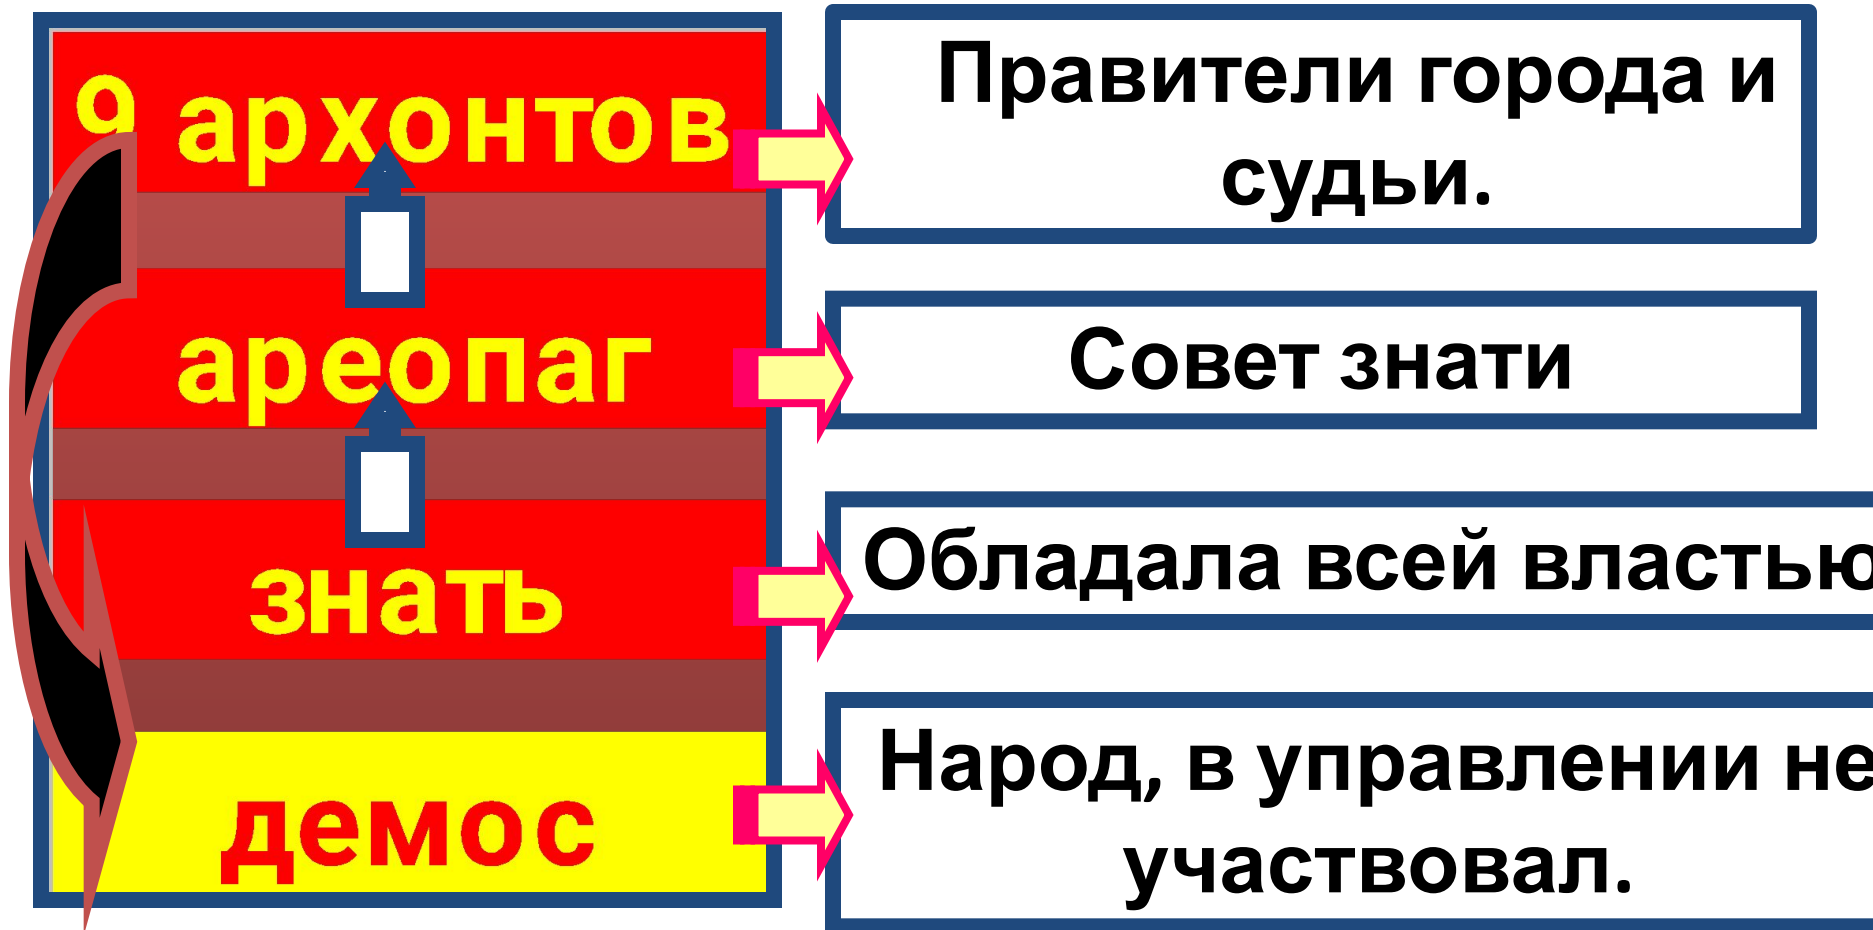 9 архонтов
Правители города и
судьи.
ареопаг
Совет знати
знать
Обладала всей властью
демос
Народ, в управлении не
участвовал.